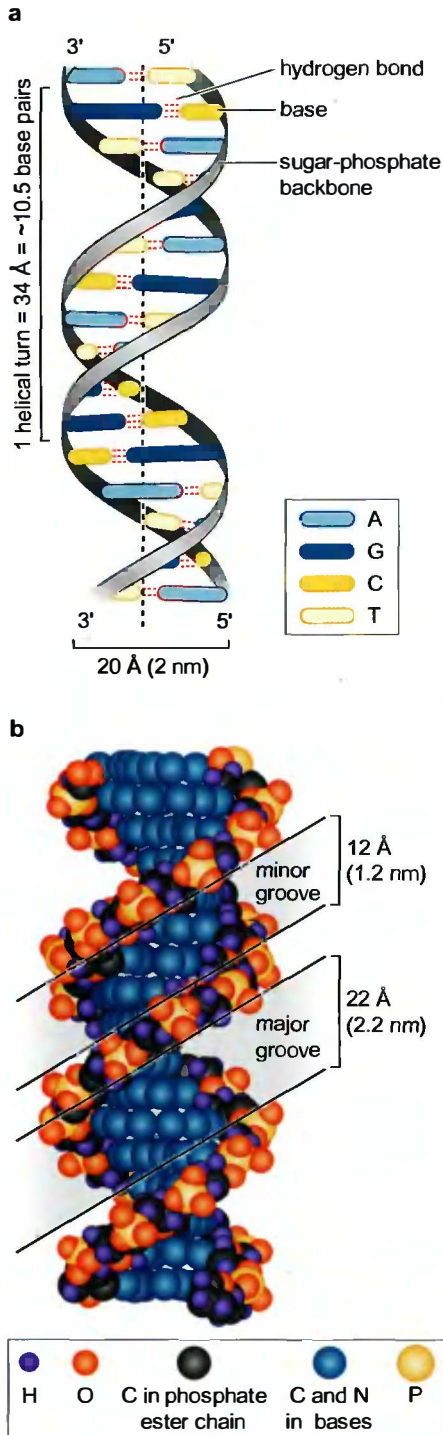 a
3' 5'
hydrogen bond
base
sugar-phosphate
backbone
1 helical turn = 34 Å = ~10.5 base pairs
A
G
C
T
3' 5'
20 Å (2 nm)
b
12 Å
(1.2 nm)
minor
groove
22 Å
(2.2 nm)
major
groove
H O C in phosphate ester chain C and N in bases P